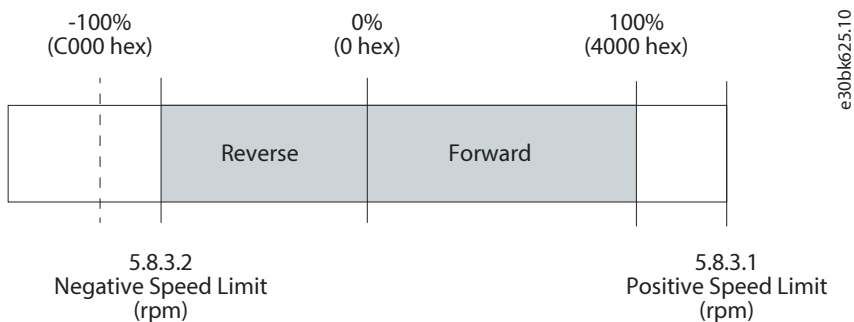 -100%
(C000 hex)
0%
(0 hex)
100%
(4000 hex)
e30bk625.10
Reverse
Forward
5.8.3.2
Negative Speed Limit
(rpm)
5.8.3.1
Positive Speed Limit
(rpm)